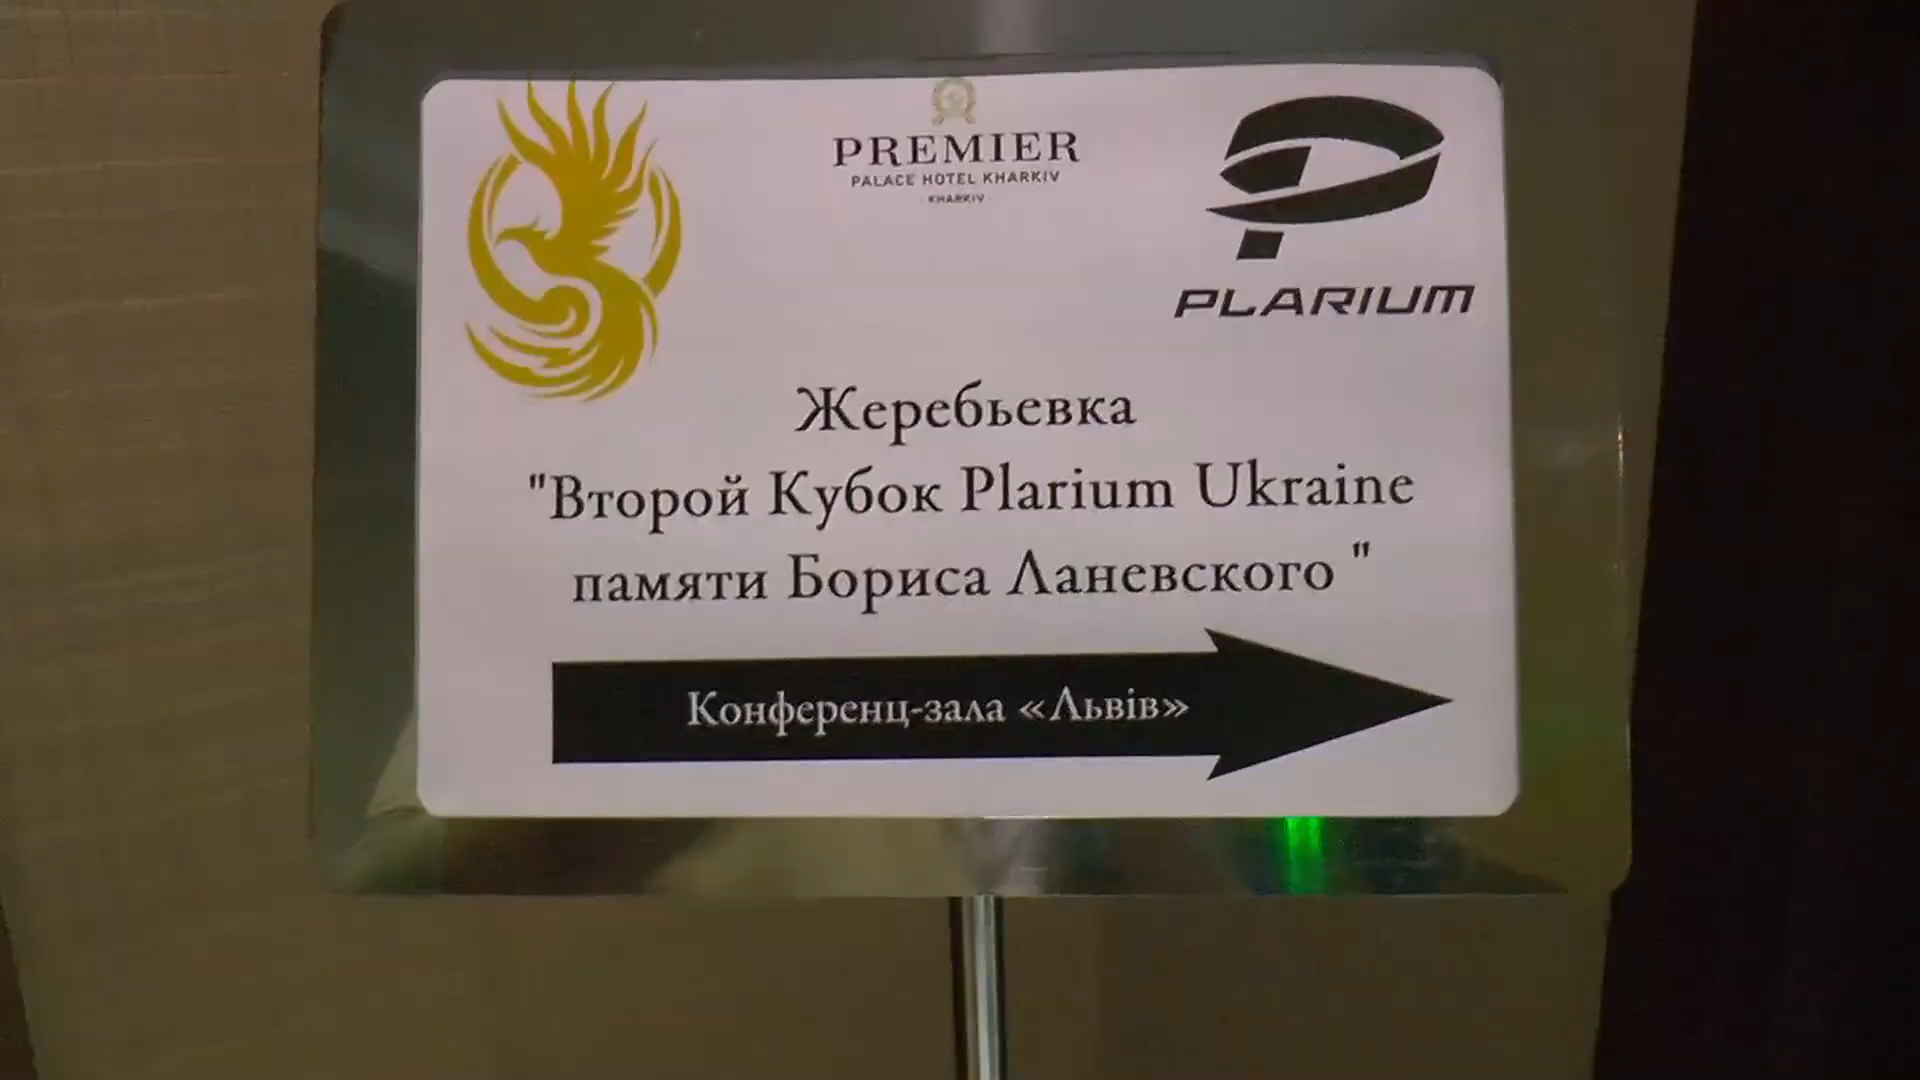 PREMIER
PALACE HOTEL KHARKIV
KHARKIV
PLARIUM
Жеребьевка
"Второй Кубок Plarium Ukraine
памяти Бориса Ланевского "
Конференц-зала «Львів»